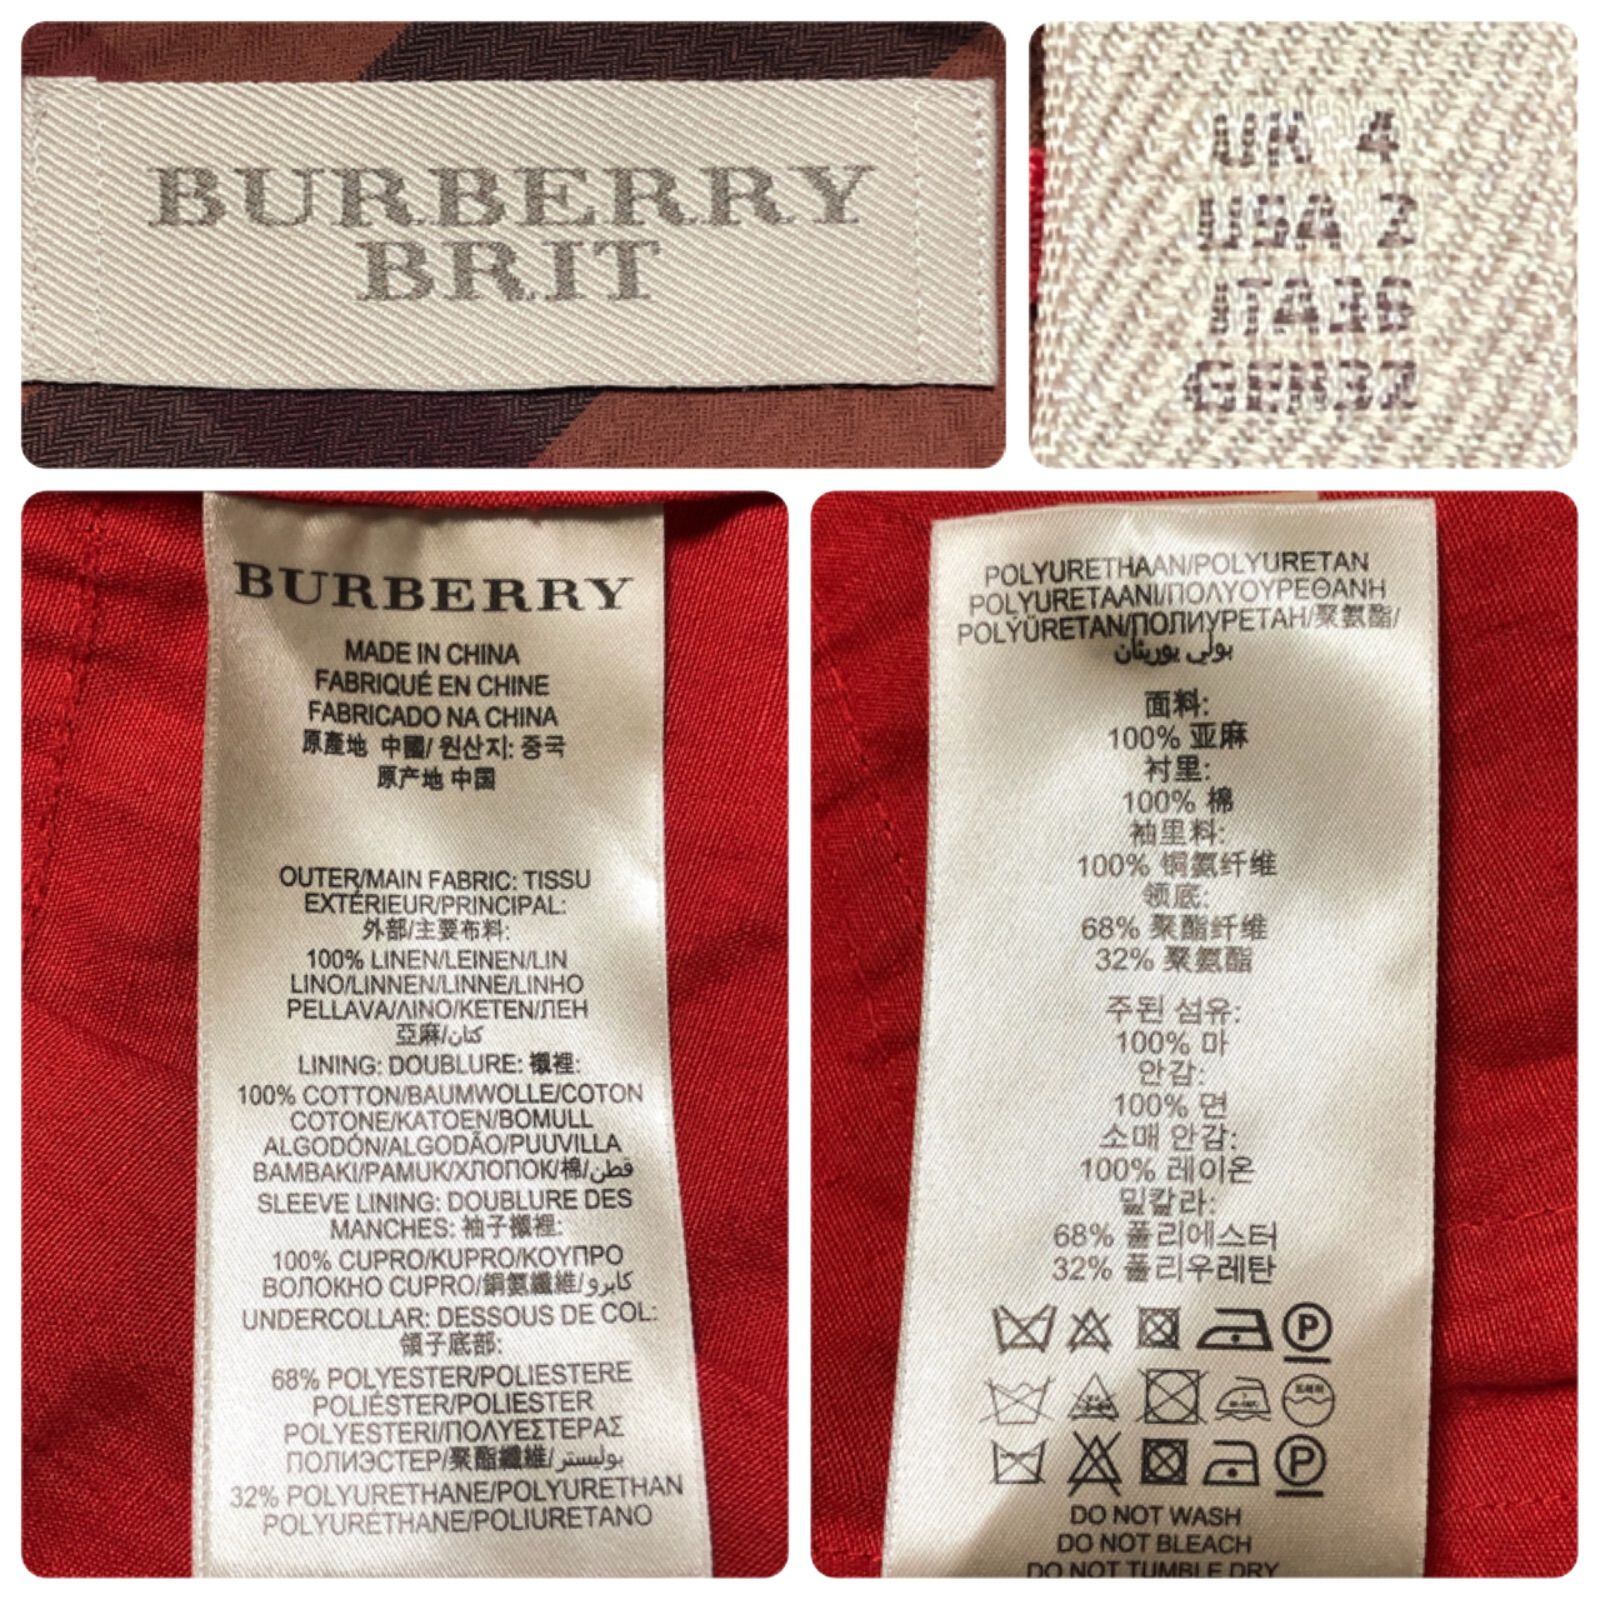 BURBERRY
BRIT
UK 4
USA 2
ITA36
GER32
BURBERRY
MADE IN CHINA
FABRIQUÉ EN CHINE
FABRICADO NA CHINA
原產地 中國/ 원산지: 중국
原产地 中国
OUTER/MAIN FABRIC: TISSU
EXTÉRIEUR/PRINCIPAL:
外部/主要布料:
100% LINEN/LEINEN/LIN
LINO/LINNEN/LINNE/LINHO
PELLAVA/ΛΙΝΟ/KETEN/ЛЕН
亞麻/كتان
LINING: DOUBLURE: 襯裡:
100% COTTON/BAUMWOLLE/COTON
COTONE/KATOEN/BOMULL
ALGODÓN/ALGODÃO/PUUVILLA
BAMBAKI/PAMUK/ХЛОПОК/棉/قطن
SLEEVE LINING: DOUBLURE DES
MANCHES: 袖子襯裡:
100% CUPRO/KUPRO/ΚΟΥΠΡΟ
ВОЛОКНО CUPRO/銅氨纖維/كابرو
UNDERCOLLAR: DESSOUS DE COL:
領子底部:
68% POLYESTER/POLIESTERE
POLIÉSTER/POLIESTER
POLYESTERI/ΠΟΛΥΕΣΤΕΡΑΣ
ПОЛИЭСТЕР/聚酯纖維/بوليستر
32% POLYURETHANE/POLYURETHAN
POLYURÉTHANE/POLIURETANO
POLYURETHAAN/POLYURETAN
POLYURETAANI/ΠΟΛΥΟΥΡΕΘΑΝΗ
POLÝÜRETAN/ПОЛИУРЕТАН/聚氨酯/
بولي يوريثان
面料:
100% 亚麻
衬里:
100% 棉
袖里料:
100% 铜氨纤维
领底:
68% 聚酯纤维
32% 聚氨酯
주된 섬유:
100% 마
안감:
100% 면
소매 안감:
100% 레이온
밑칼라:
68% 폴리에스터
32% 폴리우레탄
P
P
DO NOT WASH
DO NOT BLEACH
DO NOT TUMBLE DRY